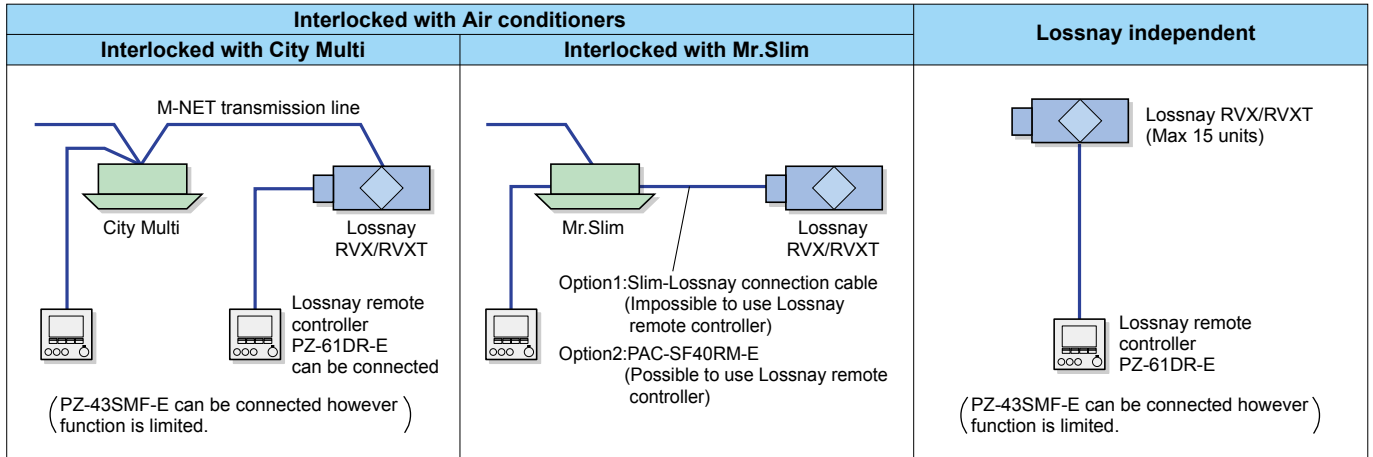 Interlocked with Air conditioners
Lossnay independent
Interlocked with City Multi
Interlocked with Mr.Slim
M-NET transmission line
City Multi
Lossnay
RVX/RVXT
Lossnay remote
controller
PZ-61DR-E
can be connected
(PZ-43SMF-E can be connected however
function is limited.)
Mr.Slim
Lossnay
RVX/RVXT
Option1:Slim-Lossnay connection cable
(Impossible to use Lossnay
remote controller)
Option2:PAC-SF40RM-E
(Possible to use Lossnay remote
controller)
Lossnay RVX/RVXT
(Max 15 units)
Lossnay remote
controller
PZ-61DR-E
(PZ-43SMF-E can be connected however
function is limited.)